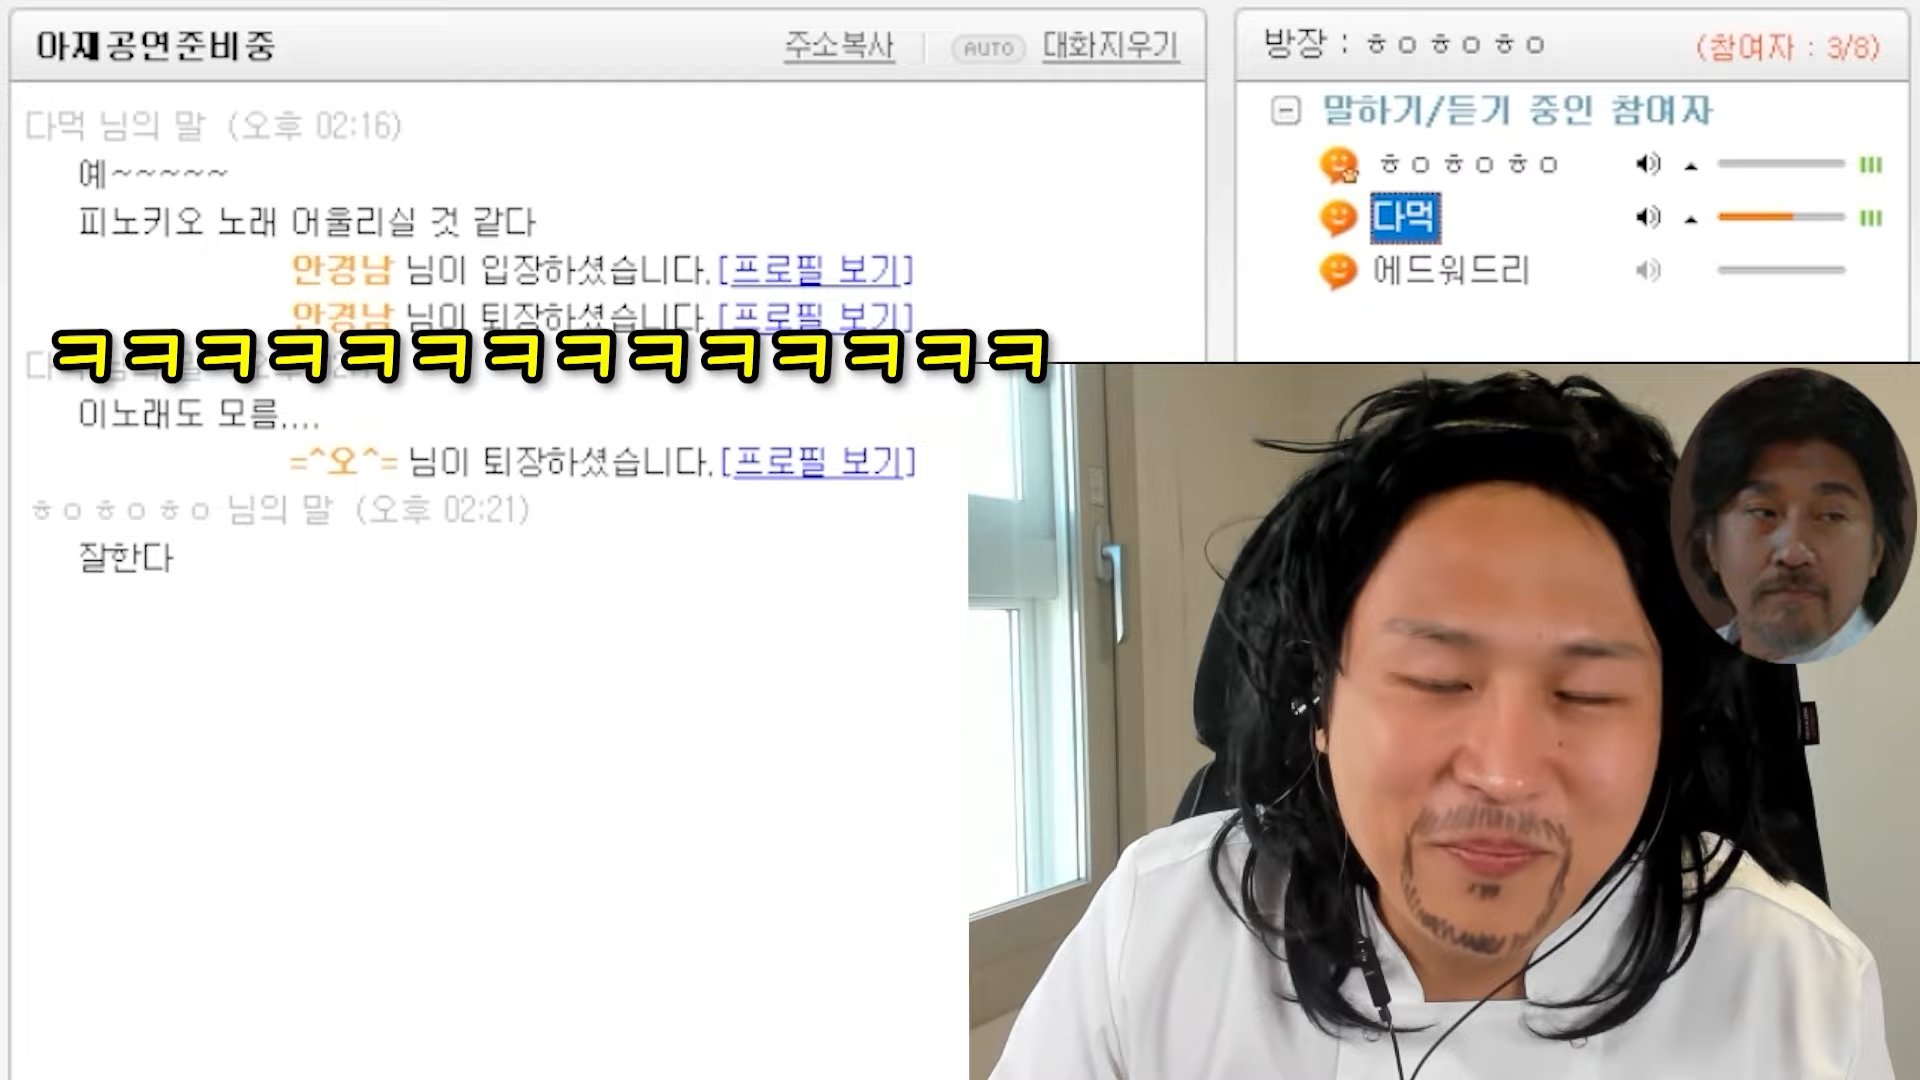 아재공연준비중
주소복사
AUTO
대화지우기
다먹 님의 말 (오후 02:16)
예~~~~~
피노키오 노래 어울리실 것 같다
안경남 님이 입장하셨습니다.[프로필 보기]
안경남 님이 퇴장하셨습니다.[프로필 보기]
ㅋㅋㅋㅋㅋㅋㅋㅋㅋㅋㅋㅋㅋㅋ
이노래도 모름....
=^오^= 님이 퇴장하셨습니다.[프로필 보기]
ㅎㅇㅎㅇㅎㅇ 님의 말 (오후 02:21)
잘한다
방장 : ㅎㅇㅎㅇㅎㅇ
(참여자 : 3/8)
말하기/듣기 중인 참여자
ㅎㅇㅎㅇㅎㅇ
다먹
에드워드리